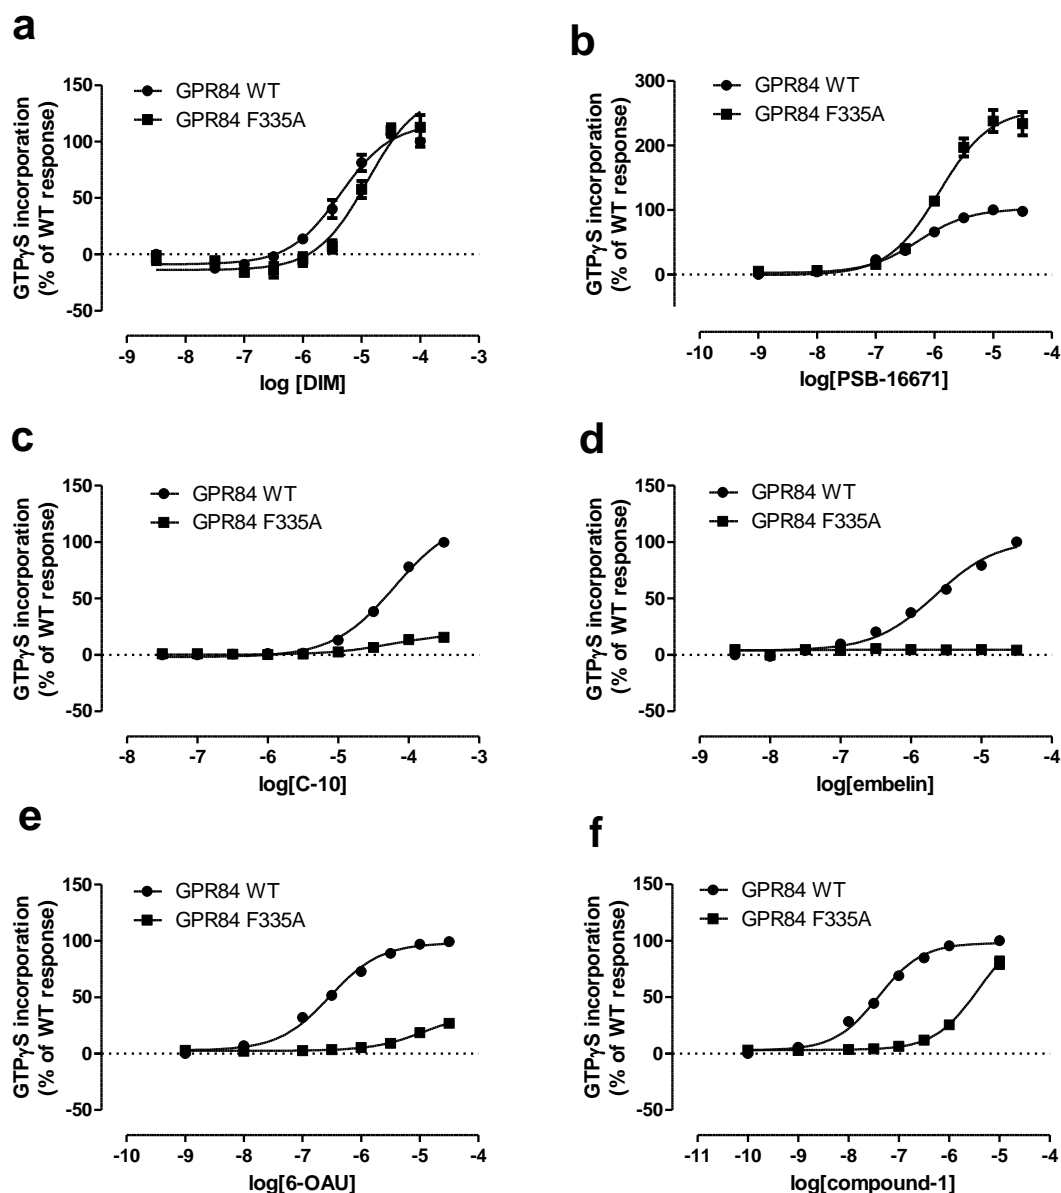 a
GPR84 WT
GPR84 F335A
GTPγS incorporation
(% of WT response)
150
100
50
0
-50
-9 -8 -7 -6 -5 -4 -3
log [DIM]
b
GPR84 WT
GPR84 F335A
GTPγS incorporation
(% of WT response)
300
200
100
0
-10 -9 -8 -7 -6 -5 -4
log[PSB-16671]
c
GPR84 WT
GPR84 F335A
GTPγS incorporation
(% of WT response)
150
100
50
0
-50
-8 -7 -6 -5 -4 -3
log[C-10]
d
GPR84 WT
GPR84 F335A
GTPγS incorporation
(% of WT response)
150
100
50
0
-50
-9 -8 -7 -6 -5 -4
log[embelin]
e
GPR84 WT
GPR84 F335A
GTPγS incorporation
(% of WT response)
150
100
50
0
-50
-10 -9 -8 -7 -6 -5 -4
log[6-OAU]
f
GPR84 WT
GPR84 F335A
GTPγS incorporation
(% of WT response)
150
100
50
0
-50
-11 -10 -9 -8 -7 -6 -5 -4
log[compound-1]